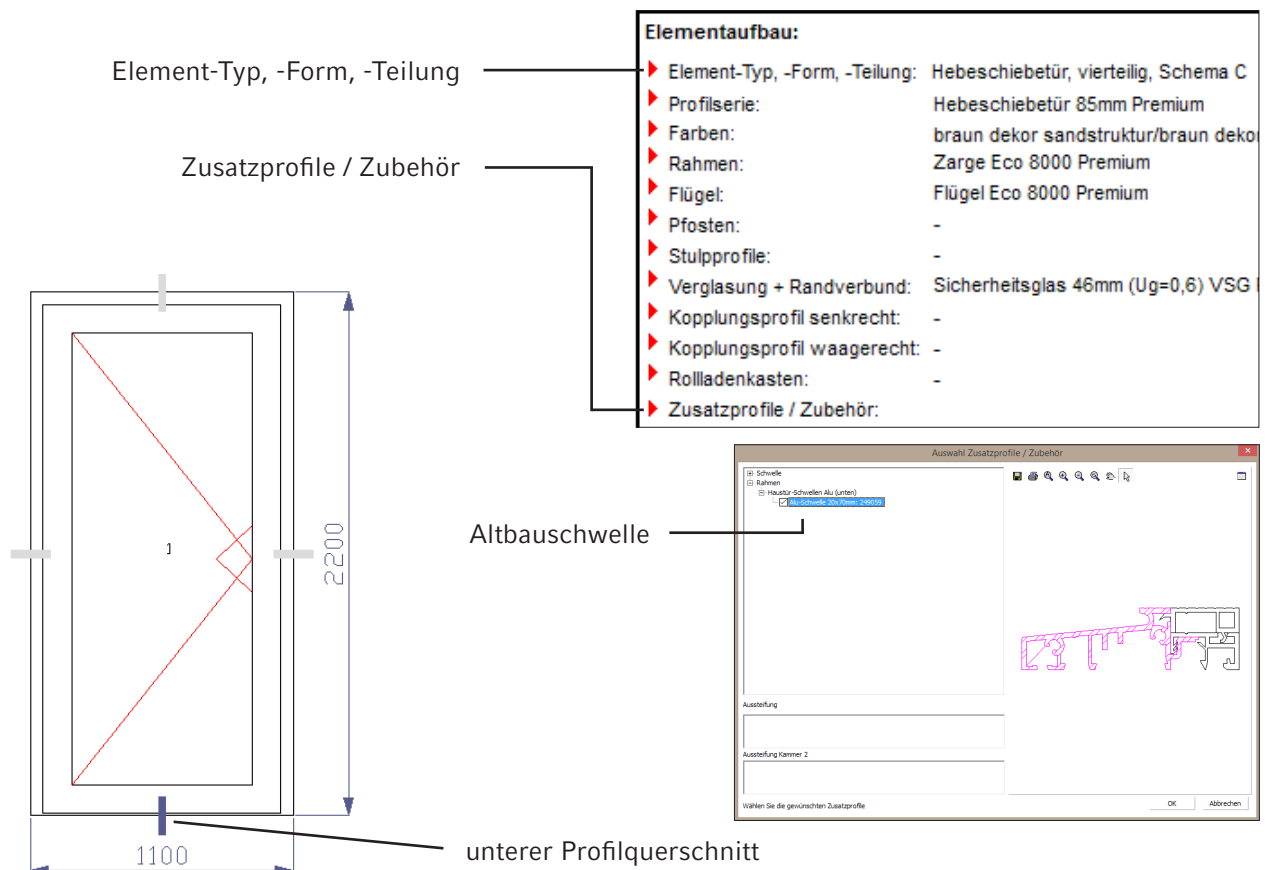 Element-Typ, -Form, -Teilung
Zusatzprofile / Zubehör
Elementaufbau:
Element-Typ, -Form, -Teilung: Hebeschiebetür, vierteilig, Schema C
Profilserie: Hebeschiebetür 85mm Premium
Farben: braun dekor sandstruktur/braun dekor
Rahmen: Zarge Eco 8000 Premium
Flügel: Flügel Eco 8000 Premium
Pfosten: -
Stulpprofile: -
Verglasung + Randverbund: Sicherheitsglas 46mm (Ug=0,6) VSG
Kopplungsprofil senkrecht: -
Kopplungsprofil waagerecht: -
Rollladenkasten: -
Zusatzprofile / Zubehör:
1
2200
1100
unterer Profilquerschnitt
Altbauschwelle
Auswahl Zusatzprofile / Zubehör
Schwelle
Rahmen
Haustür-Schwellen Alu (unten)
Alu-Schwelle 20x70mm: 249059
Aussteifung
Aussteifung Kammer 2
Wählen Sie die gewünschten Zusatzprofile
OK Abbrechen